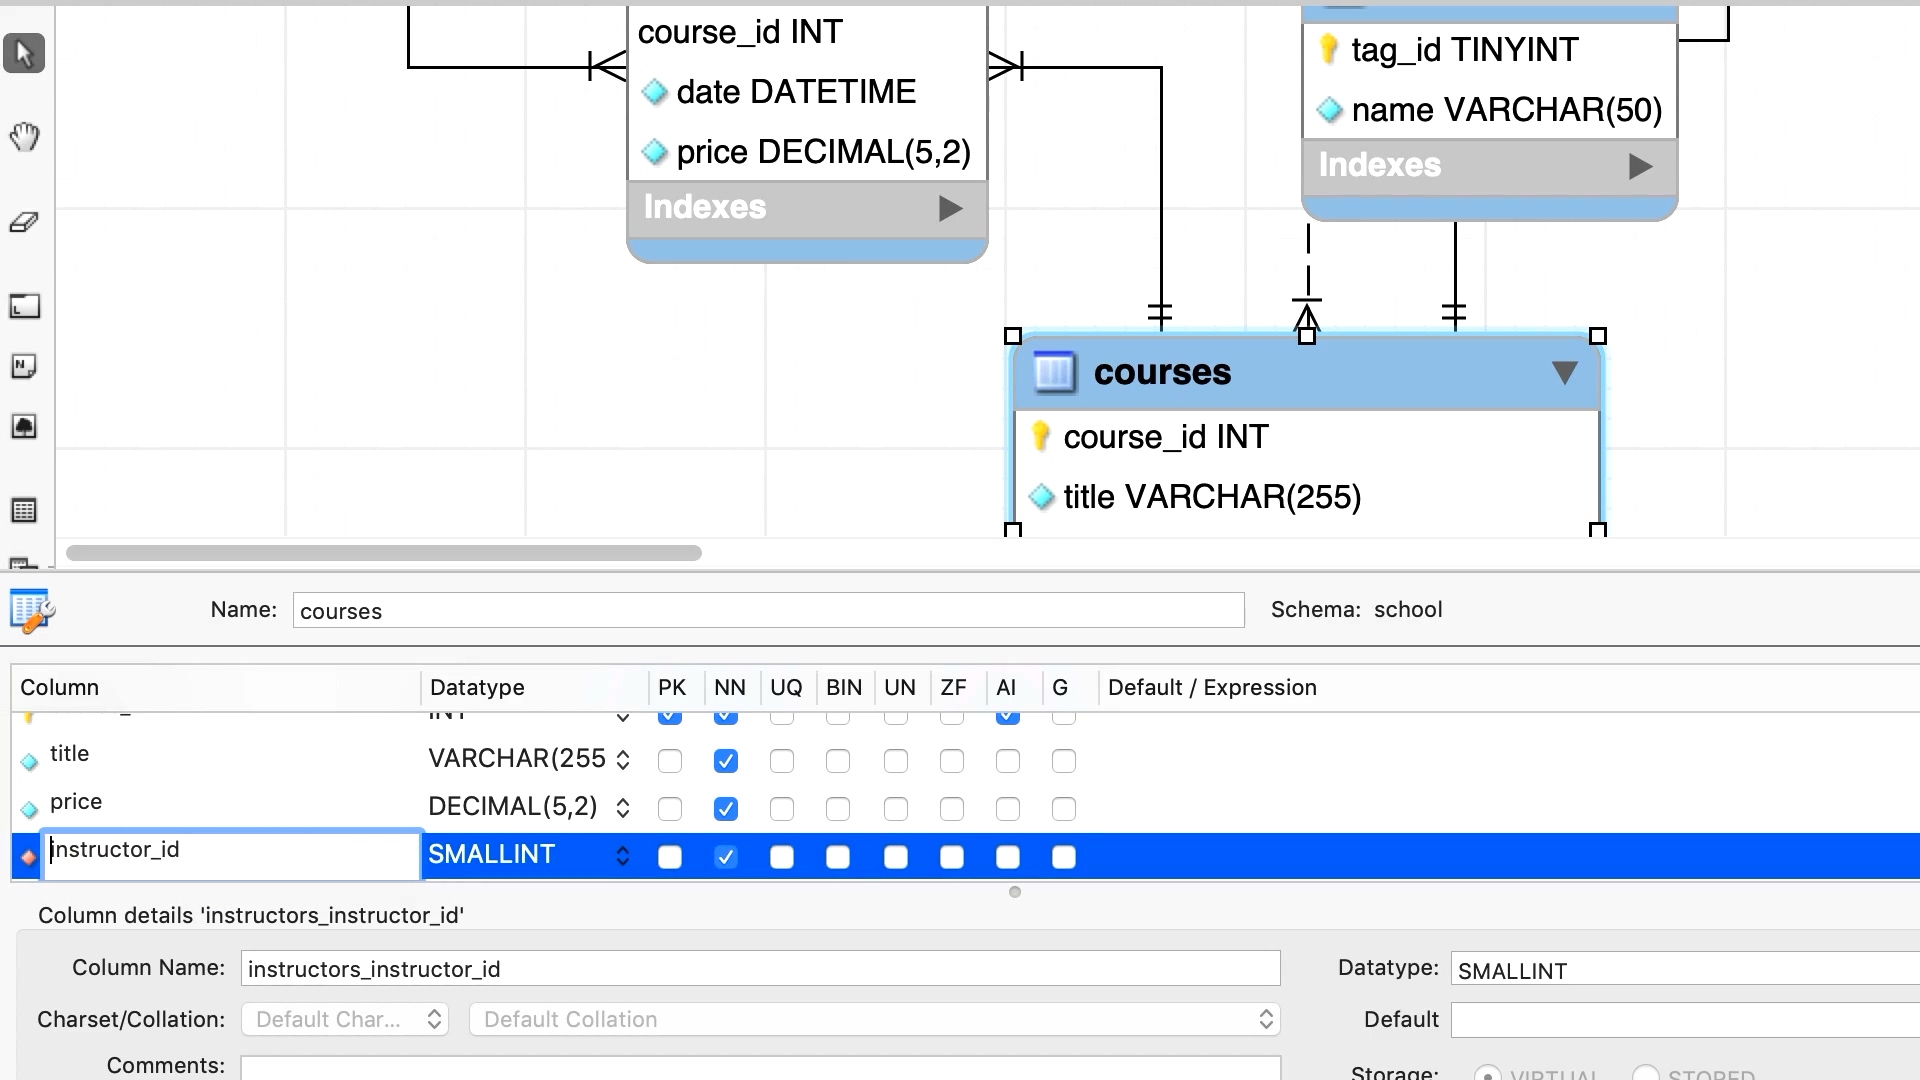 course_id INT
date DATETIME
price DECIMAL(5,2)
Indexes
tag_id TINYINT
name VARCHAR(50)
Indexes
courses
course_id INT
title VARCHAR(255)
Name: courses Schema: school
Column Datatype PK NN UQ BIN UN ZF AI G Default / Expression
INT
title VARCHAR(255
price DECIMAL(5,2)
instructor_id SMALLINT
Column details 'instructors_instructor_id'
Column Name: instructors_instructor_id Datatype: SMALLINT
Charset/Collation: Default Char... Default Collation Default
Comments:
Storage: VIRTUAL STORED